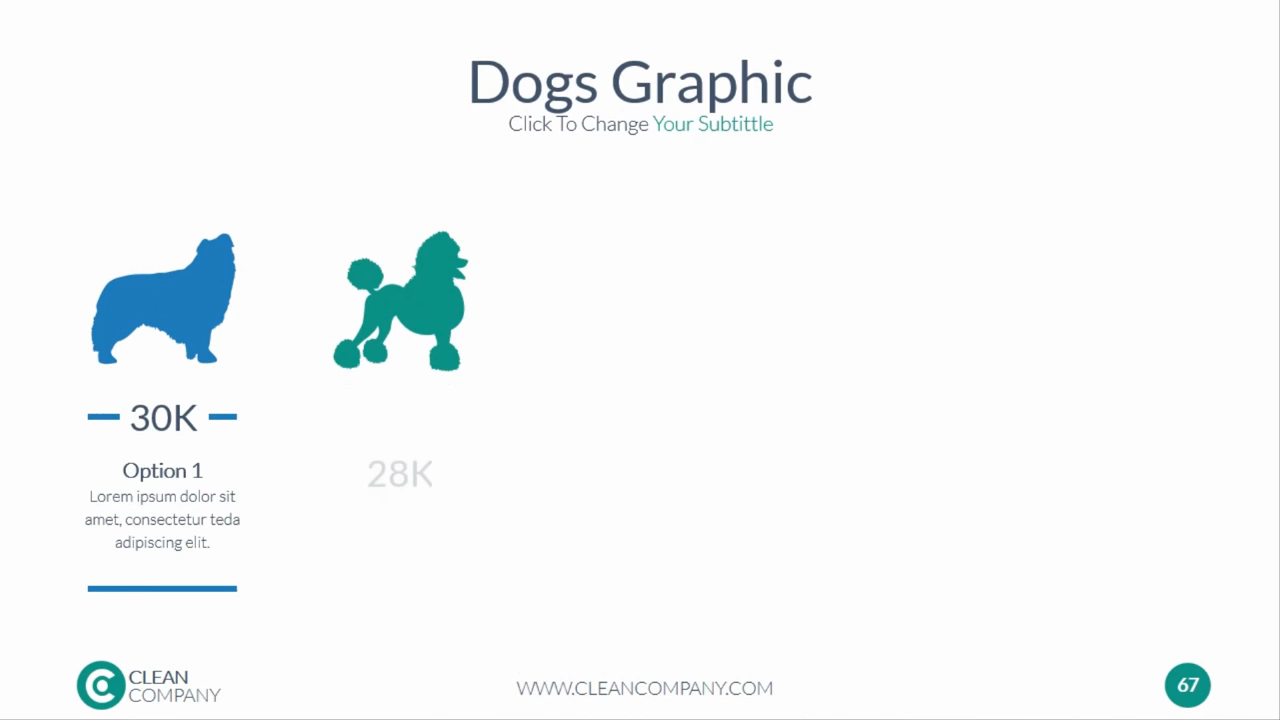 Dogs Graphic
Click To Change Your Subtittle
30K
Option 1
Lorem ipsum dolor sit
amet, consectetur teda
adipiscing elit.
28K
CLEAN
COMPANY
WWW.CLEANCOMPANY.COM
67